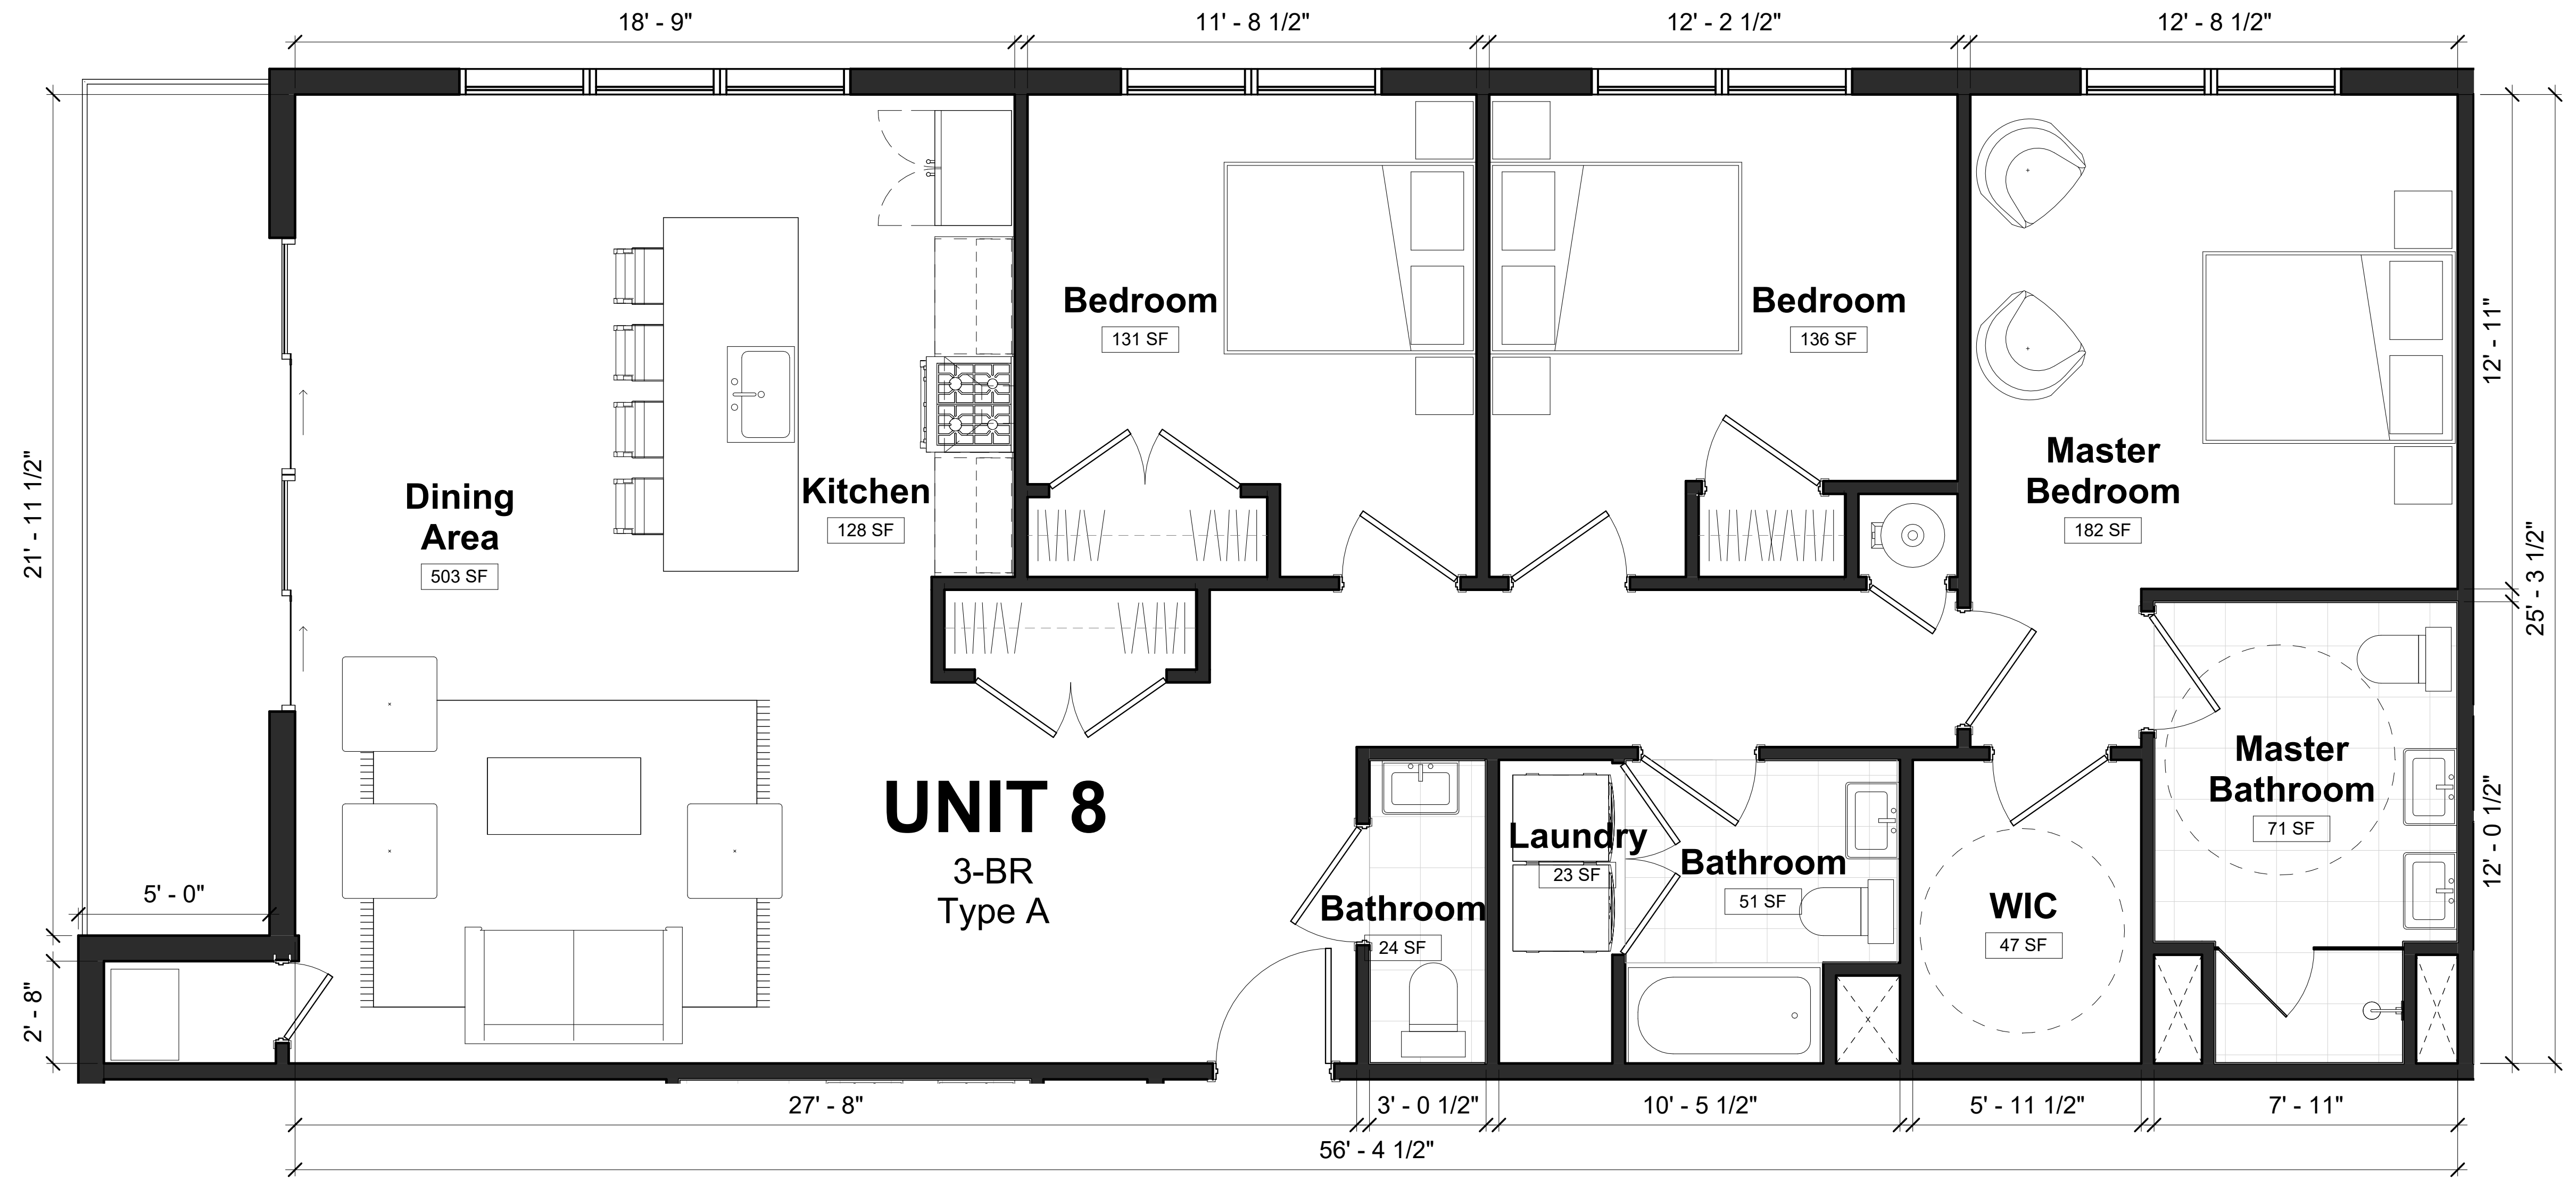 18' - 9"
11' - 8 1/2"
12' - 2 1/2"
12' - 8 1/2"
21' - 11 1/2"
2' - 8"
5' - 0"
Dining
Area
503 SF
Kitchen
128 SF
Bedroom
131 SF
Bedroom
136 SF
Master
Bedroom
182 SF
12' - 11"
25' - 3 1/2"
12' - 0 1/2"
UNIT 8
3-BR
Type A
Bathroom
24 SF
Laundry
23 SF
Bathroom
51 SF
WIC
47 SF
Master
Bathroom
71 SF
27' - 8"
3' - 0 1/2"
10' - 5 1/2"
5' - 11 1/2"
7' - 11"
56' - 4 1/2"